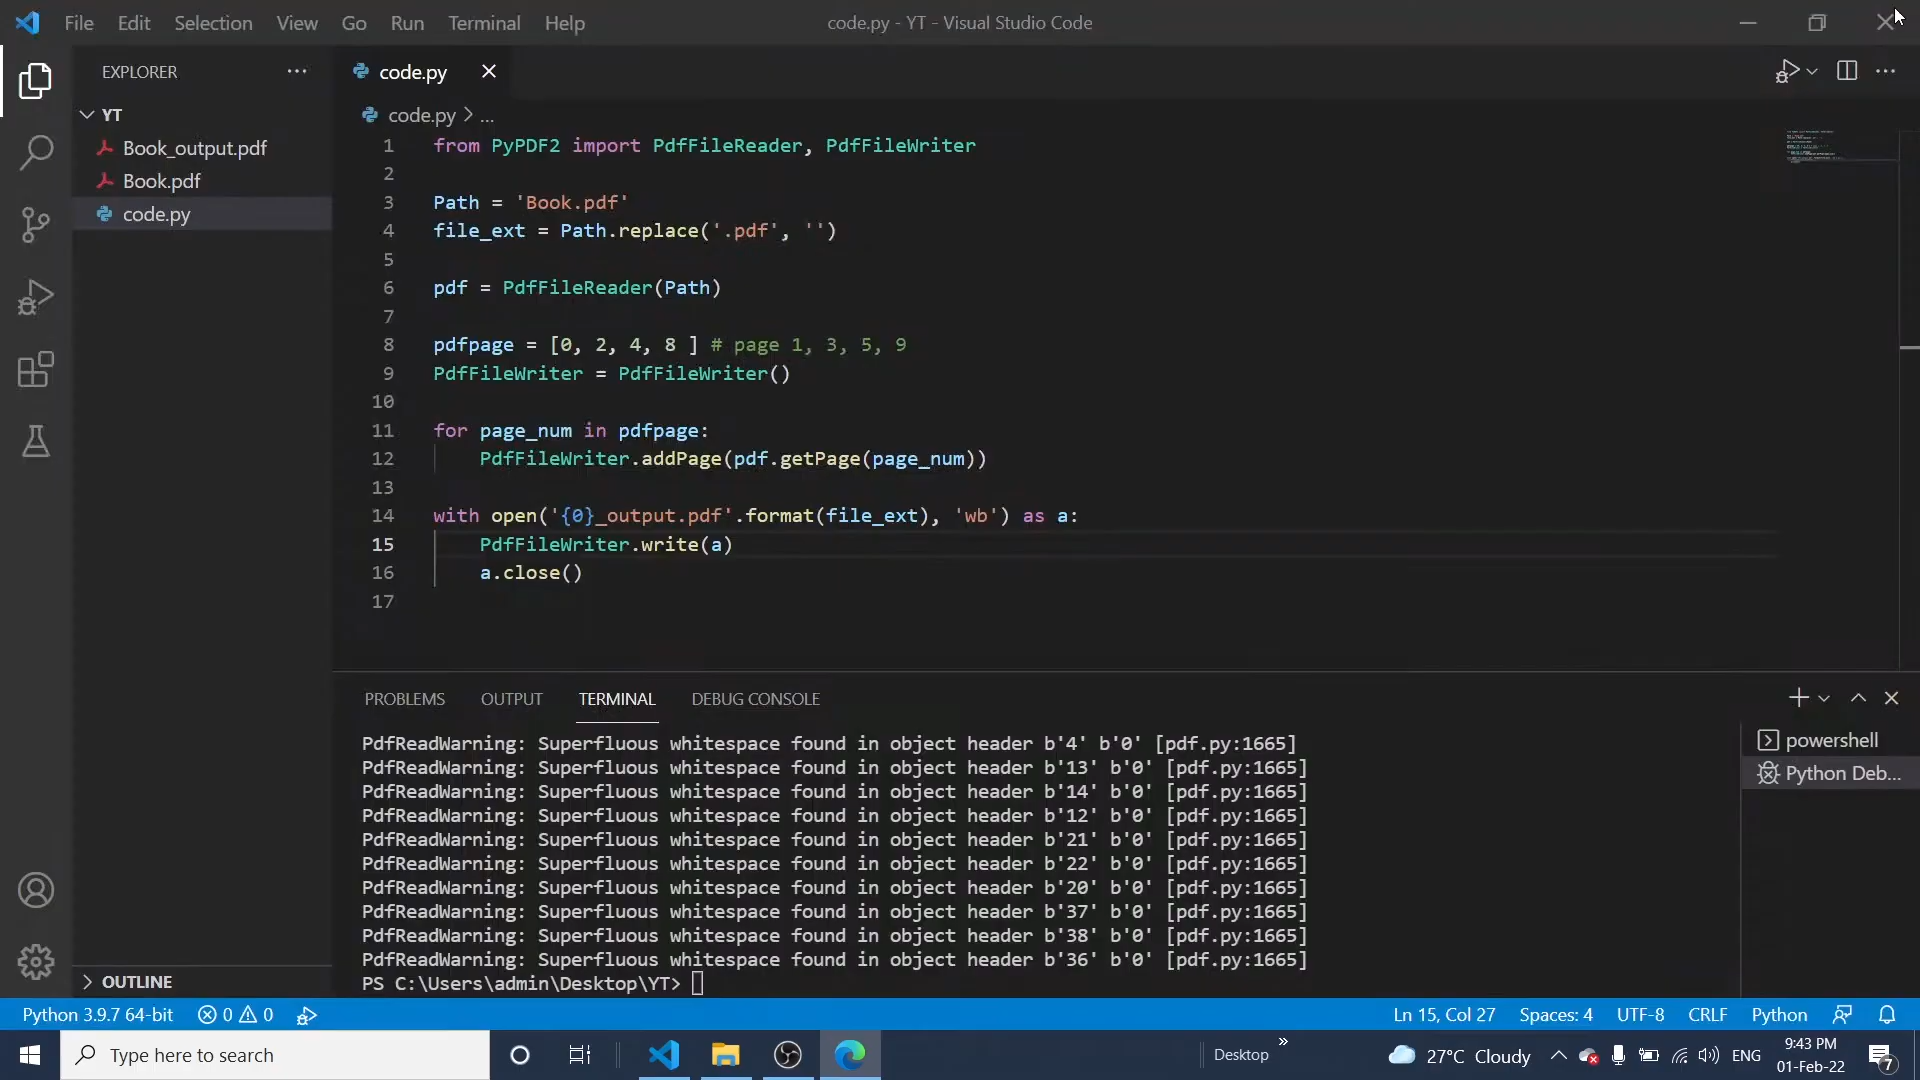 File Edit Selection View Go Run Terminal Help
code.py - YT - Visual Studio Code
EXPLORER
YT
Book_output.pdf
Book.pdf
code.py
OUTLINE
code.py
code.py > ...
1 from PyPDF2 import PdfFileReader, PdfFileWriter
2
3 Path = 'Book.pdf'
4 file_ext = Path.replace('.pdf', '')
5
6 pdf = PdfFileReader(Path)
7
8 pdfpage = [0, 2, 4, 8 ] # page 1, 3, 5, 9
9 PdfFileWriter = PdfFileWriter()
10
11 for page_num in pdfpage:
12 PdfFileWriter.addPage(pdf.getPage(page_num))
13
14 with open('{0}_output.pdf'.format(file_ext), 'wb') as a:
15 PdfFileWriter.write(a)
16 a.close()
17
PROBLEMS OUTPUT TERMINAL DEBUG CONSOLE
PdfReadWarning: Superfluous whitespace found in object header b'4' b'0' [pdf.py:1665]
PdfReadWarning: Superfluous whitespace found in object header b'13' b'0' [pdf.py:1665]
PdfReadWarning: Superfluous whitespace found in object header b'14' b'0' [pdf.py:1665]
PdfReadWarning: Superfluous whitespace found in object header b'12' b'0' [pdf.py:1665]
PdfReadWarning: Superfluous whitespace found in object header b'21' b'0' [pdf.py:1665]
PdfReadWarning: Superfluous whitespace found in object header b'22' b'0' [pdf.py:1665]
PdfReadWarning: Superfluous whitespace found in object header b'20' b'0' [pdf.py:1665]
PdfReadWarning: Superfluous whitespace found in object header b'37' b'0' [pdf.py:1665]
PdfReadWarning: Superfluous whitespace found in object header b'38' b'0' [pdf.py:1665]
PdfReadWarning: Superfluous whitespace found in object header b'36' b'0' [pdf.py:1665]
PS C:\Users\admin\Desktop\YT>
powershell
Python Deb...
Python 3.9.7 64-bit 0 0
Ln 15, Col 27 Spaces: 4 UTF-8 CRLF Python
Type here to search
Desktop »
27°C Cloudy
ENG
9:43 PM
01-Feb-22
7